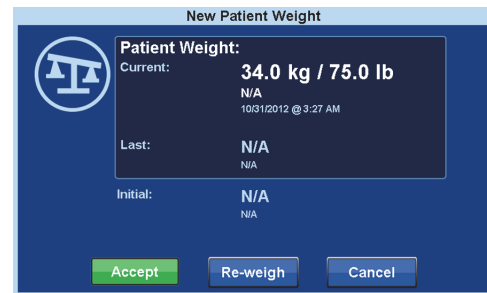 New Patient Weight
Patient Weight:
Current:
34.0 kg / 75.0 lb
N/A
10/31/2012 @ 3:27 AM
Last:
N/A
N/A
Initial:
N/A
N/A
Accept
Re-weigh
Cancel